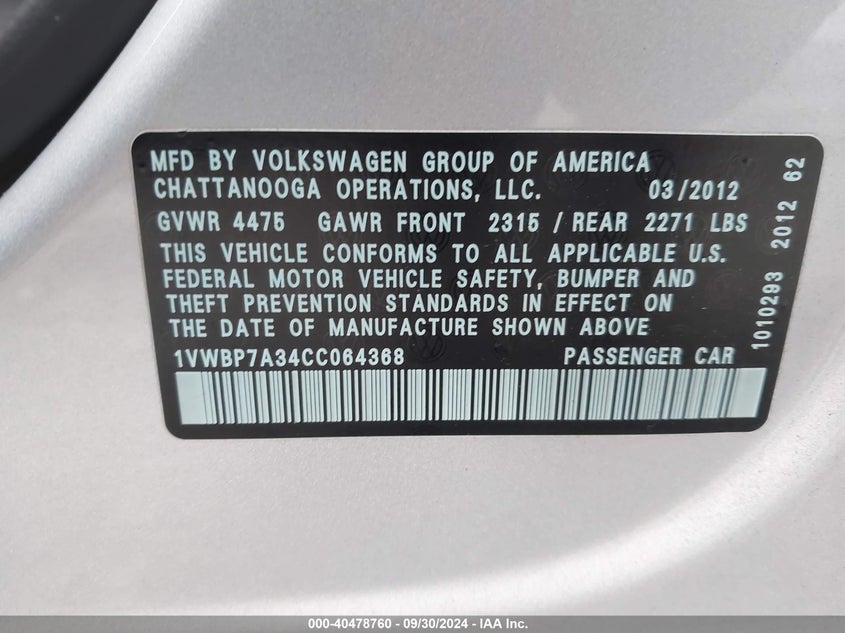 MFD BY VOLKSWAGEN GROUP OF AMERICA
CHATTANOOGA OPERATIONS, LLC. 03/2012
GVWR 4475 GAWR FRONT 2315 / REAR 2271 LBS
THIS VEHICLE CONFORMS TO ALL APPLICABLE U.S.
FEDERAL MOTOR VEHICLE SAFETY, BUMPER AND
THEFT PREVENTION STANDARDS IN EFFECT ON
THE DATE OF MANUFACTURE SHOWN ABOVE
1VWBP7A34CC064368 PASSENGER CAR
1010293 2012 62
000-40478760 - 09/30/2024 - IAA Inc.